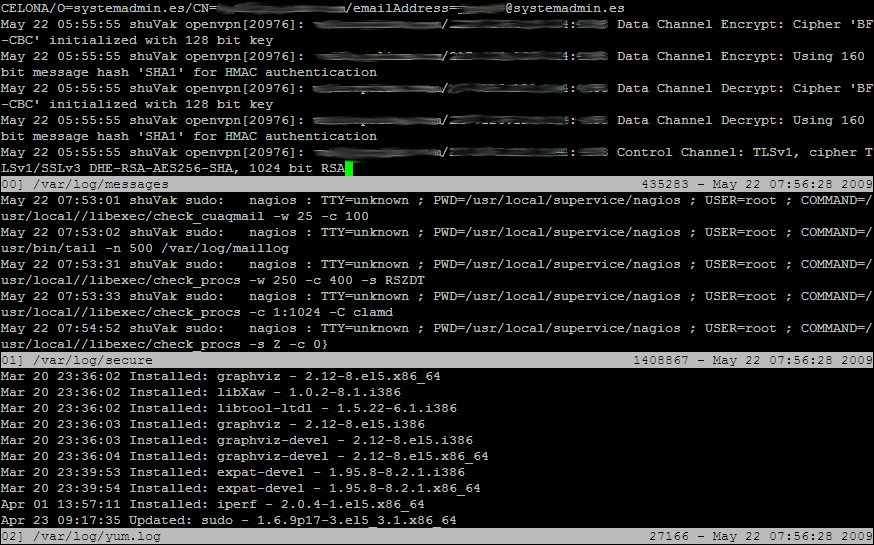 CELONA/O=systemadmin.es/CN= /emailAddress= @systemadmin.es
May 22 05:55:55 shuVak openvpn[20976]: / : Data Channel Encrypt: Cipher 'BF
-CBC' initialized with 128 bit key
May 22 05:55:55 shuVak openvpn[20976]: / : Data Channel Encrypt: Using 160
bit message hash 'SHA1' for HMAC authentication
May 22 05:55:55 shuVak openvpn[20976]: / : Data Channel Decrypt: Cipher 'BF
-CBC' initialized with 128 bit key
May 22 05:55:55 shuVak openvpn[20976]: / : Data Channel Decrypt: Using 160
bit message hash 'SHA1' for HMAC authentication
May 22 05:55:55 shuVak openvpn[20976]: / : Control Channel: TLSv1, cipher T
LSv1/SSLv3 DHE-RSA-AES256-SHA, 1024 bit RSA
00] /var/log/messages 435283 - May 22 07:56:28 2009
May 22 07:53:01 shuVak sudo: nagios : TTY=unknown ; PWD=/usr/local/supervise/nagios ; USER=root ; COMMAND=/
usr/local//libexec/check_cuaqmail -w 25 -c 100
May 22 07:53:02 shuVak sudo: nagios : TTY=unknown ; PWD=/usr/local/supervise/nagios ; USER=root ; COMMAND=/
usr/bin/tail -n 500 /var/log/maillog
May 22 07:53:31 shuVak sudo: nagios : TTY=unknown ; PWD=/usr/local/supervise/nagios ; USER=root ; COMMAND=/
usr/local//libexec/check_procs -w 250 -c 400 -s RSZDT
May 22 07:53:33 shuVak sudo: nagios : TTY=unknown ; PWD=/usr/local/supervise/nagios ; USER=root ; COMMAND=/
usr/local//libexec/check_procs -c 1:1024 -C clamd
May 22 07:54:52 shuVak sudo: nagios : TTY=unknown ; PWD=/usr/local/supervise/nagios ; USER=root ; COMMAND=/
usr/local//libexec/check_procs -s Z -c 0}
01] /var/log/secure 1408867 - May 22 07:56:28 2009
Mar 20 23:36:02 Installed: graphviz - 2.12-8.el5.x86_64
Mar 20 23:36:02 Installed: libXaw - 1.0.2-8.1.i386
Mar 20 23:36:02 Installed: libtool-ltdl - 1.5.22-6.1.i386
Mar 20 23:36:03 Installed: graphviz - 2.12-8.el5.i386
Mar 20 23:36:03 Installed: graphviz-devel - 2.12-8.el5.i386
Mar 20 23:36:04 Installed: graphviz-devel - 2.12-8.el5.x86_64
Mar 20 23:39:53 Installed: expat-devel - 1.95.8-8.2.1.i386
Mar 20 23:39:54 Installed: expat-devel - 1.95.8-8.2.1.x86_64
Apr 01 13:57:11 Installed: iperf - 2.0.4-1.el5.x86_64
Apr 23 09:17:35 Updated: sudo - 1.6.9p17-3.el5_3.1.x86_64
02] /var/log/yum.log 27166 - May 22 07:56:28 2009